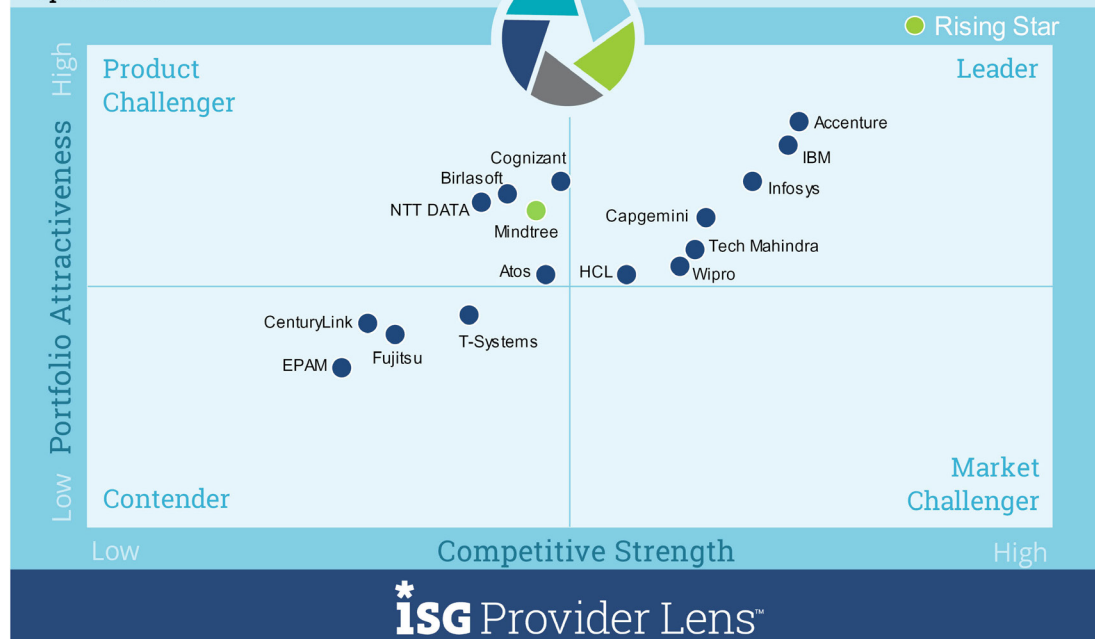 Rising Star
High
Product
Challenger
Leader
Accenture
IBM
Cognizant
Birlasoft
Infosys
NTT DATA
Mindtree
Capgemini
Tech Mahindra
Atos
HCL
Wipro
Portfolio Attractiveness
CenturyLink
T-Systems
Fujitsu
EPAM
Low
Contender
Market
Challenger
Low
Competitive Strength
High
*ISG Provider Lens™